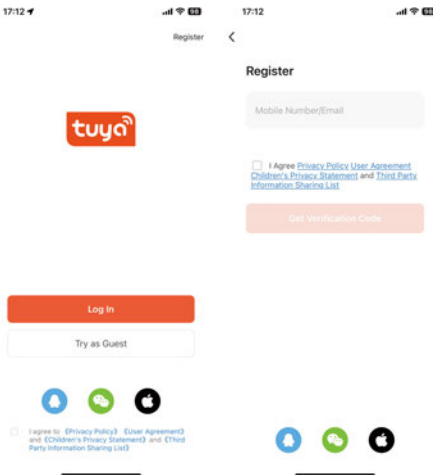 17:12
98
Register
tuya
Log In
Try as Guest
I agree to 《Privacy Policy》 《User Agreement》
and 《Children's Privacy Statement》 and 《Third
Party Information Sharing List》
17:12
98
Register
Mobile Number/Email
I Agree Privacy Policy User Agreement
Children's Privacy Statement and Third Party
Information Sharing List
Get Verification Code